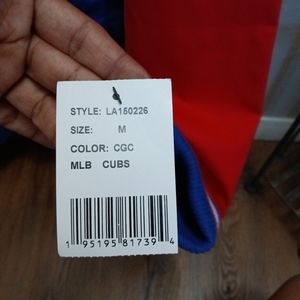 STYLE: LA150226
SIZE: M
COLOR: CGC
MLB CUBS
1 95195 81739 4